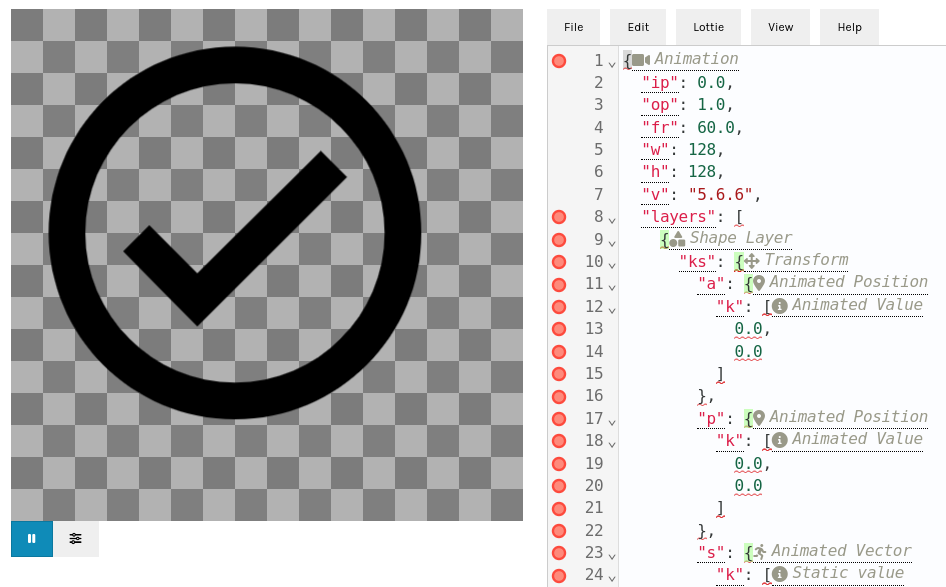 File Edit Lottie View Help
1 { Animation
2 "ip": 0.0,
3 "op": 1.0,
4 "fr": 60.0,
5 "w": 128,
6 "h": 128,
7 "v": "5.6.6",
8 "layers": [
9 { Shape Layer
10 "ks": { Transform
11 "a": { Animated Position
12 "k": [ Animated Value
13 0.0,
14 0.0
15 ]
16 },
17 "p": { Animated Position
18 "k": [ Animated Value
19 0.0,
20 0.0
21 ]
22 },
23 "s": { Animated Vector
24 "k": [ Static value